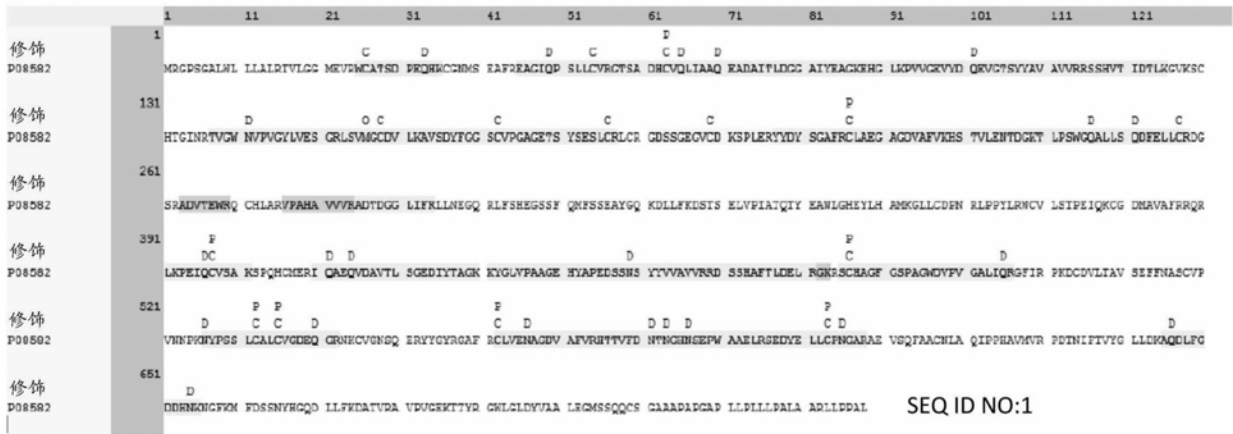 1 11 21 31 41 51 61 71 81 91 101 111 121
1 D
修饰 C D D C C D D D
P08582 MRGPSGALWL LLALRTVLGG MEVRWCATSD PEQHKCGNMS EAFREAGIQP SLLCVRGTSA DHCVQLIAAQ EADAITLDGG AIYEAGKEHG LKPVVGEVYD QEVGTSYYAV AVVRRSSHVT IDTLKGVKSC
131 P
修饰 D O C C C D C D D C
P08582 HTGINRTVGW NVPVGYLVES GRLSVMGCDV LKAVSDYFGG SCVPGAGETS YSESLCRLCR GDSSGEGVCD KSPLERYYDY SGAFRCLAEG AGDVAFVKHS TVLENTDGKT LPSWGQALLS QDFELLCRDG
261
修饰
P08582 SRADVTEWRQ CHLARVPAHA VVVRADTDGG LIFRLLNEGQ RLFSHEGSSF QMFSSEAYGQ KDLLFKDSTS ELVPIATQTY EAWLGHEYLH AMKGLLCDPN RLPPYLRWCV LSTPEIQKCG DMAVAFRRQR
391 P P
修饰 DC D D D C D
P08582 LKPEIQCVSA KSPQHCMERI QAEQVDAVTL SGEDIYTAGK KYGLVPAAGE HYAPEDSSNS YYVVAVVRRD SSHAFTLDEL RGKRSCHAGF GSPAGWDVPV GALIQRGFIR PKDCDVLTAV SEFFNASCVP
521 P P P P
修饰 D C C D C D D D D C D D
P08582 VNNPKNYPSS LCALCVGDEQ GRNKCVGNSQ ERYYGYRGAF RCLVENAGDV AFVRHTTVFD NTNGHNSEPW AAELRSEDYE LLCPNGARAE VSQFAACNLA QIPPHAVMVR PDTNIFTVYG LLDKAQDLFG
651
修饰 D
P08582 DDHNKNGFKM FDSSNYHGQD LLFKDATVRA VPVGEKTTYR GWLGLDYVAA LEGMSSQQCS GAAAPAPGAP LLPLLLPALA ARLLPPAL
SEQ ID NO:1